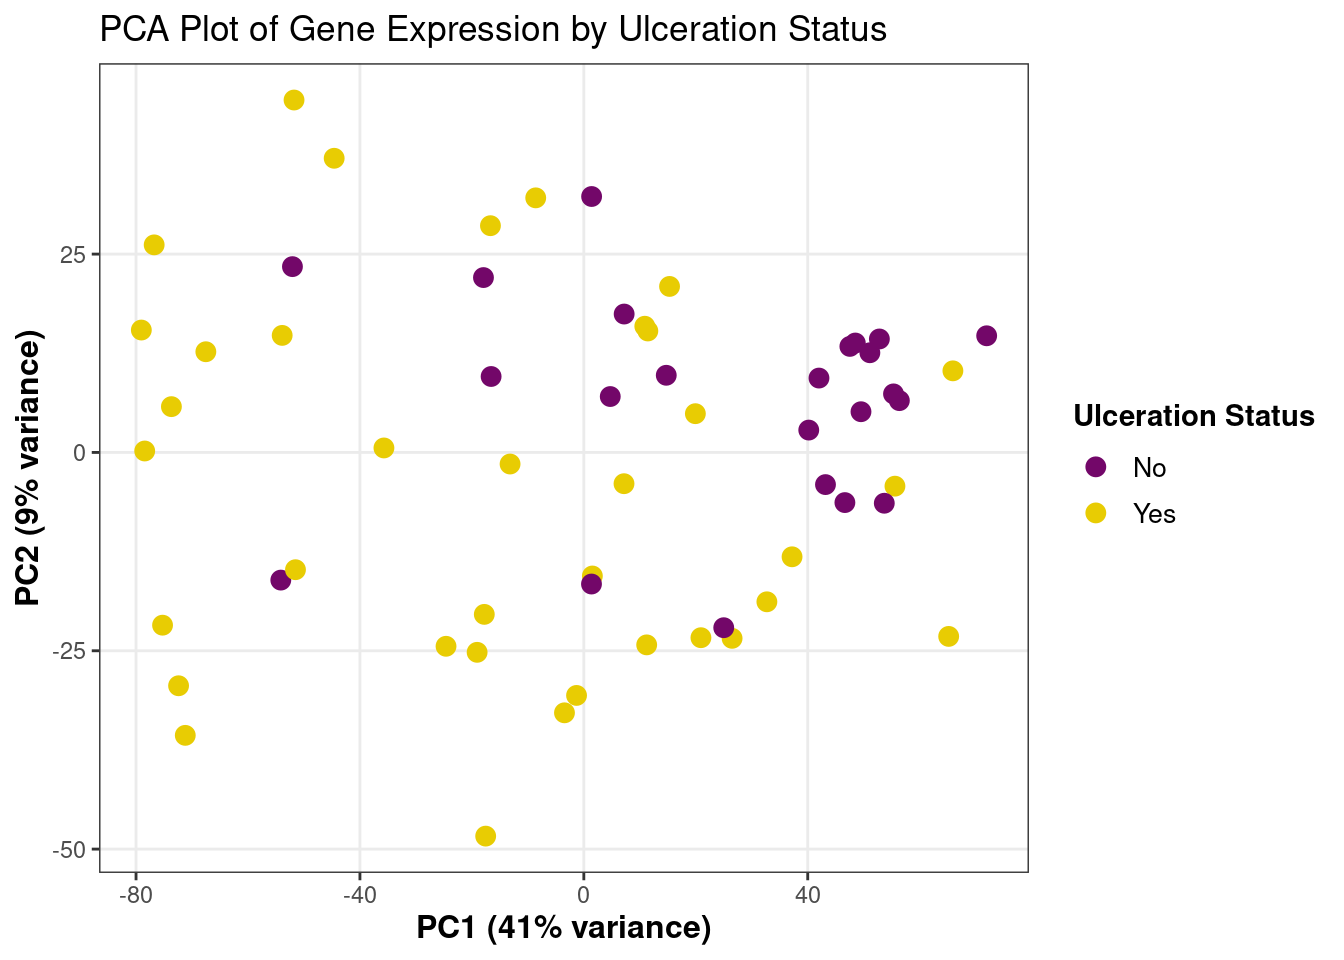 PCA Plot of Gene Expression by Ulceration Status
PC2 (9% variance)
25
0
-25
-50
-80
-40
0
40
PC1 (41% variance)
Ulceration Status
No
Yes